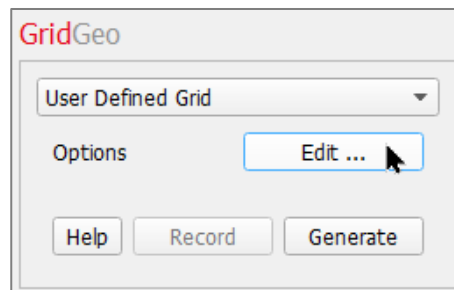 GridGeo
User Defined Grid
Options Edit ...
Help Record Generate